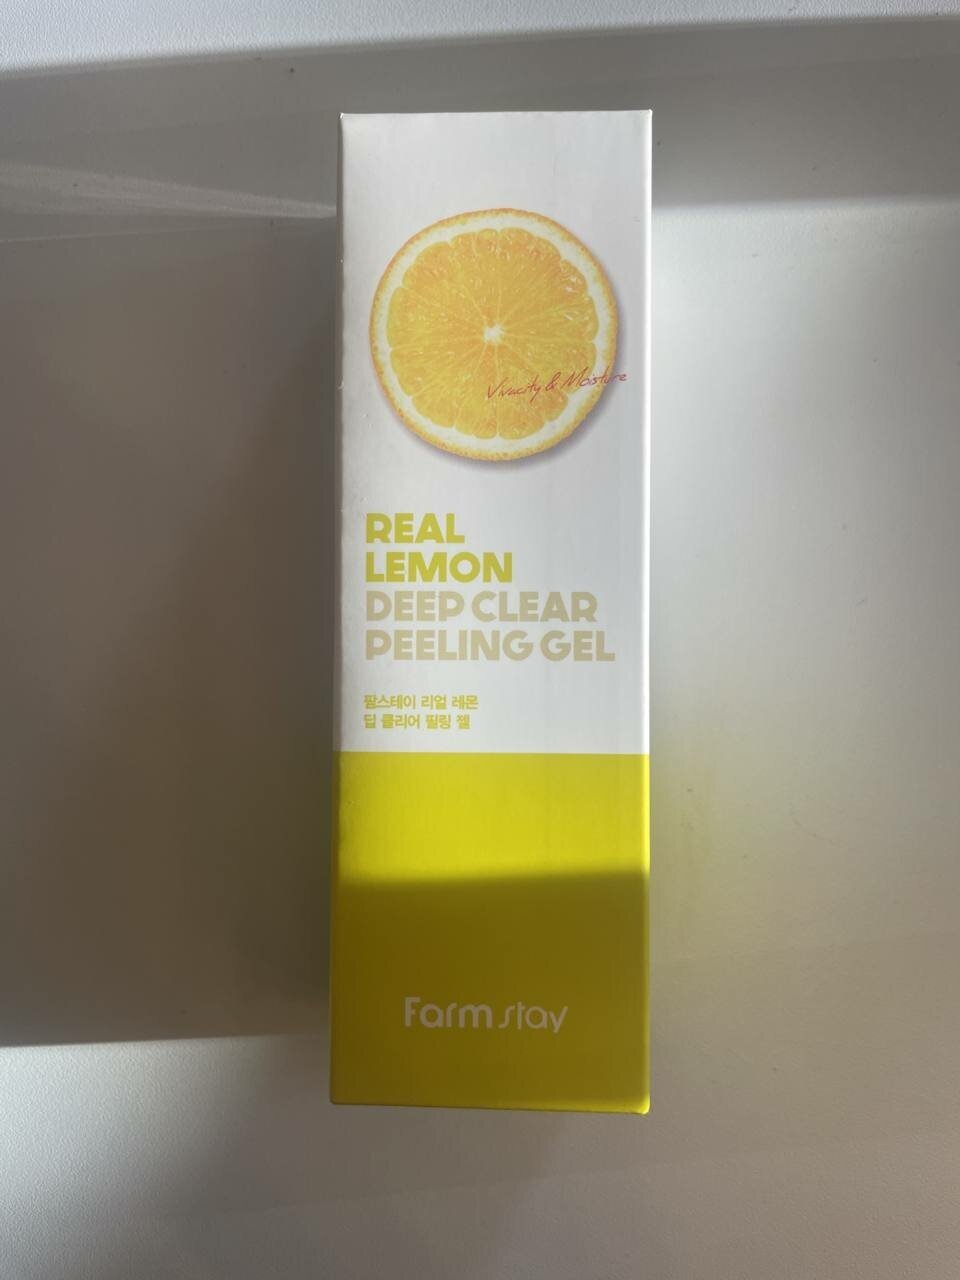 Vivacity & Moisture
REAL
LEMON
DEEP CLEAR
PEELING GEL
팜스테이 리얼 레몬
딥 클리어 필링 젤
Farm stay